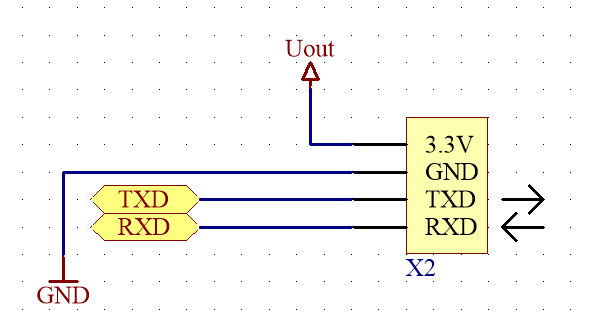 Uout
3.3V
GND
TXD TXD
RXD RXD
X2
GND